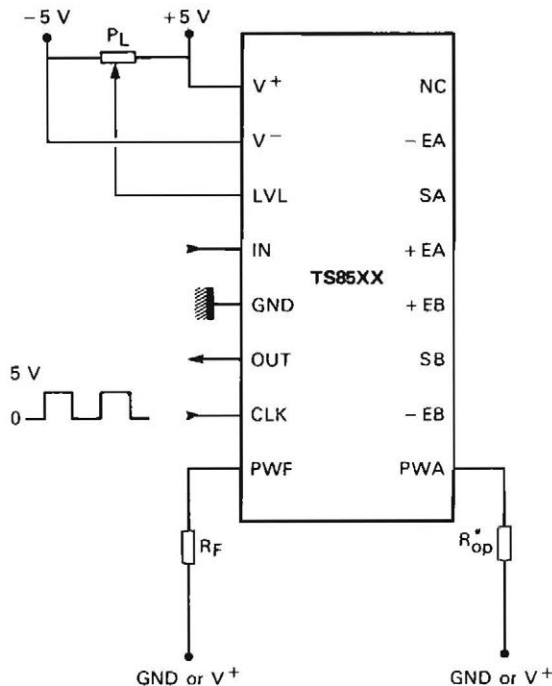 −5 V PL +5 V
V+ NC
V− −EA
LVL SA
IN +EA
TS85XX
GND +EB
OUT SB
5 V
0 CLK −EB
PWF PWA
RF R*op
GND or V+ GND or V+